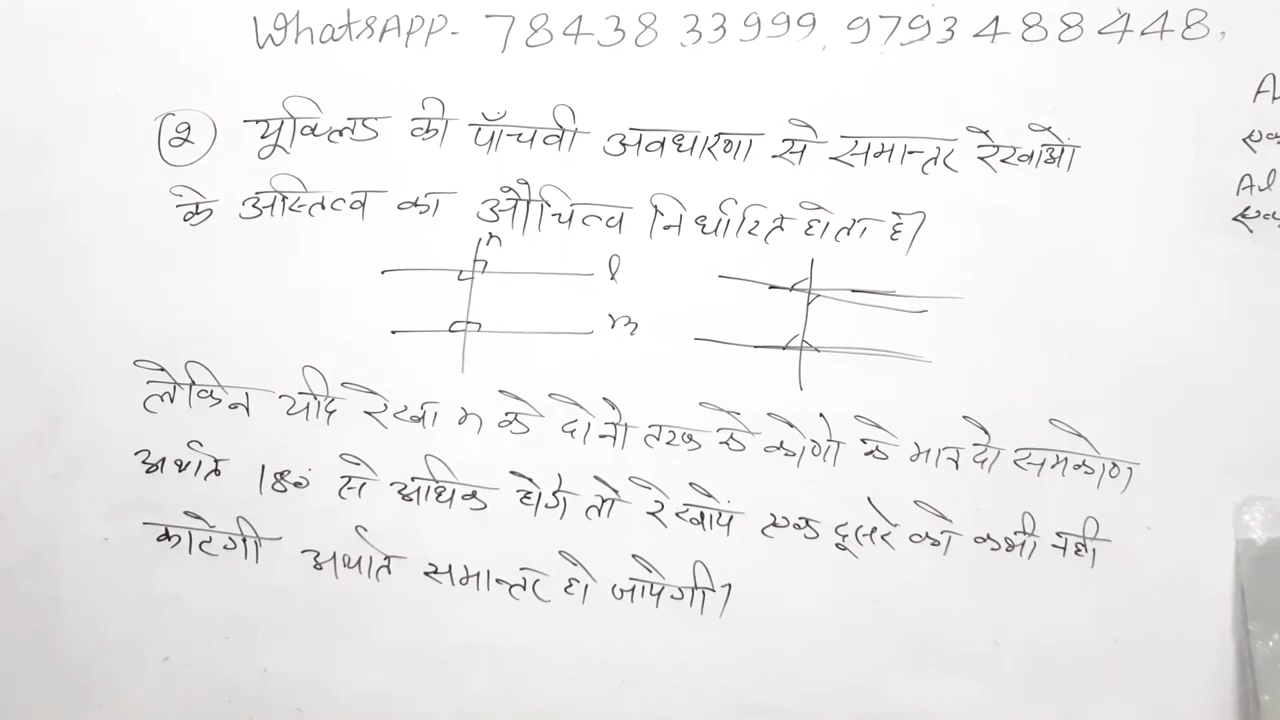 WhatsAPP- 7843833999, 9793488448,
② यूक्लिड की पाँचवी अवधारणा से समान्तर रेखाओं
के अस्तित्व का औचित्य निर्धारित होता है।
n
l
m
लेकिन यदि रेखा n के दोनो तरफ के कोणो के मात्र दो समकोण
अर्थात 180 से अधिक होंगे तो रेखायें एक दूसरे को कभी नही
काटेगी अर्थात समान्तर हो जायेगी।